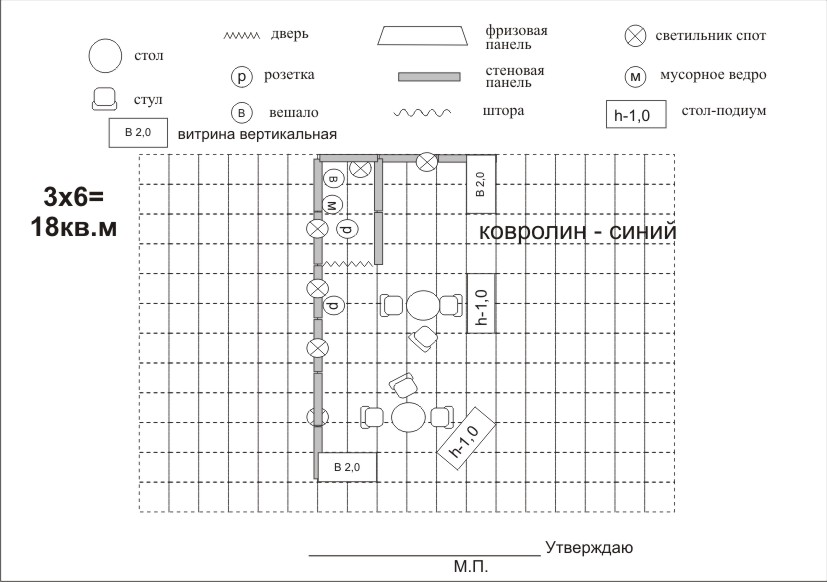 стол
стул
В 2,0 витрина вертикальная
дверь
р розетка
в вешало
фризовая
панель
стеновая
панель
штора
светильник спот
м мусорное ведро
h-1,0 стол-подиум
3х6=
18кв.м
в
м
р
р
В 2,0
ковролин - синий
h-1,0
h-1,0
В 2,0
Утверждаю
М.П.